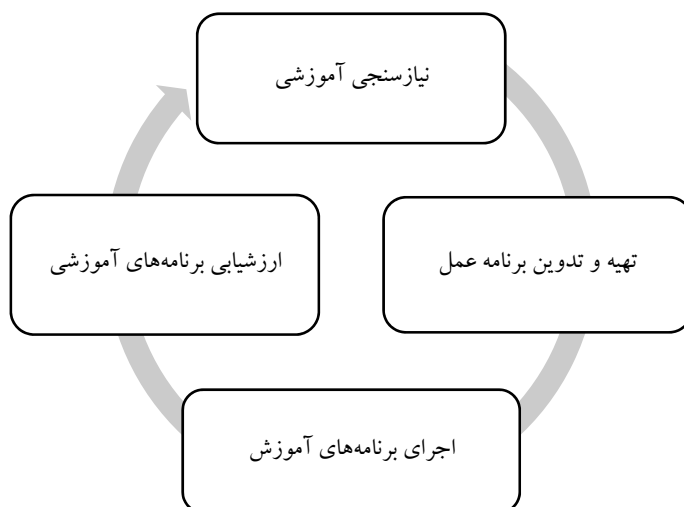 نیازسنجی آموزشی
تهیه و تدوین برنامه عمل
ارزشیابی برنامه‌های آموزشی
اجرای برنامه‌های آموزش